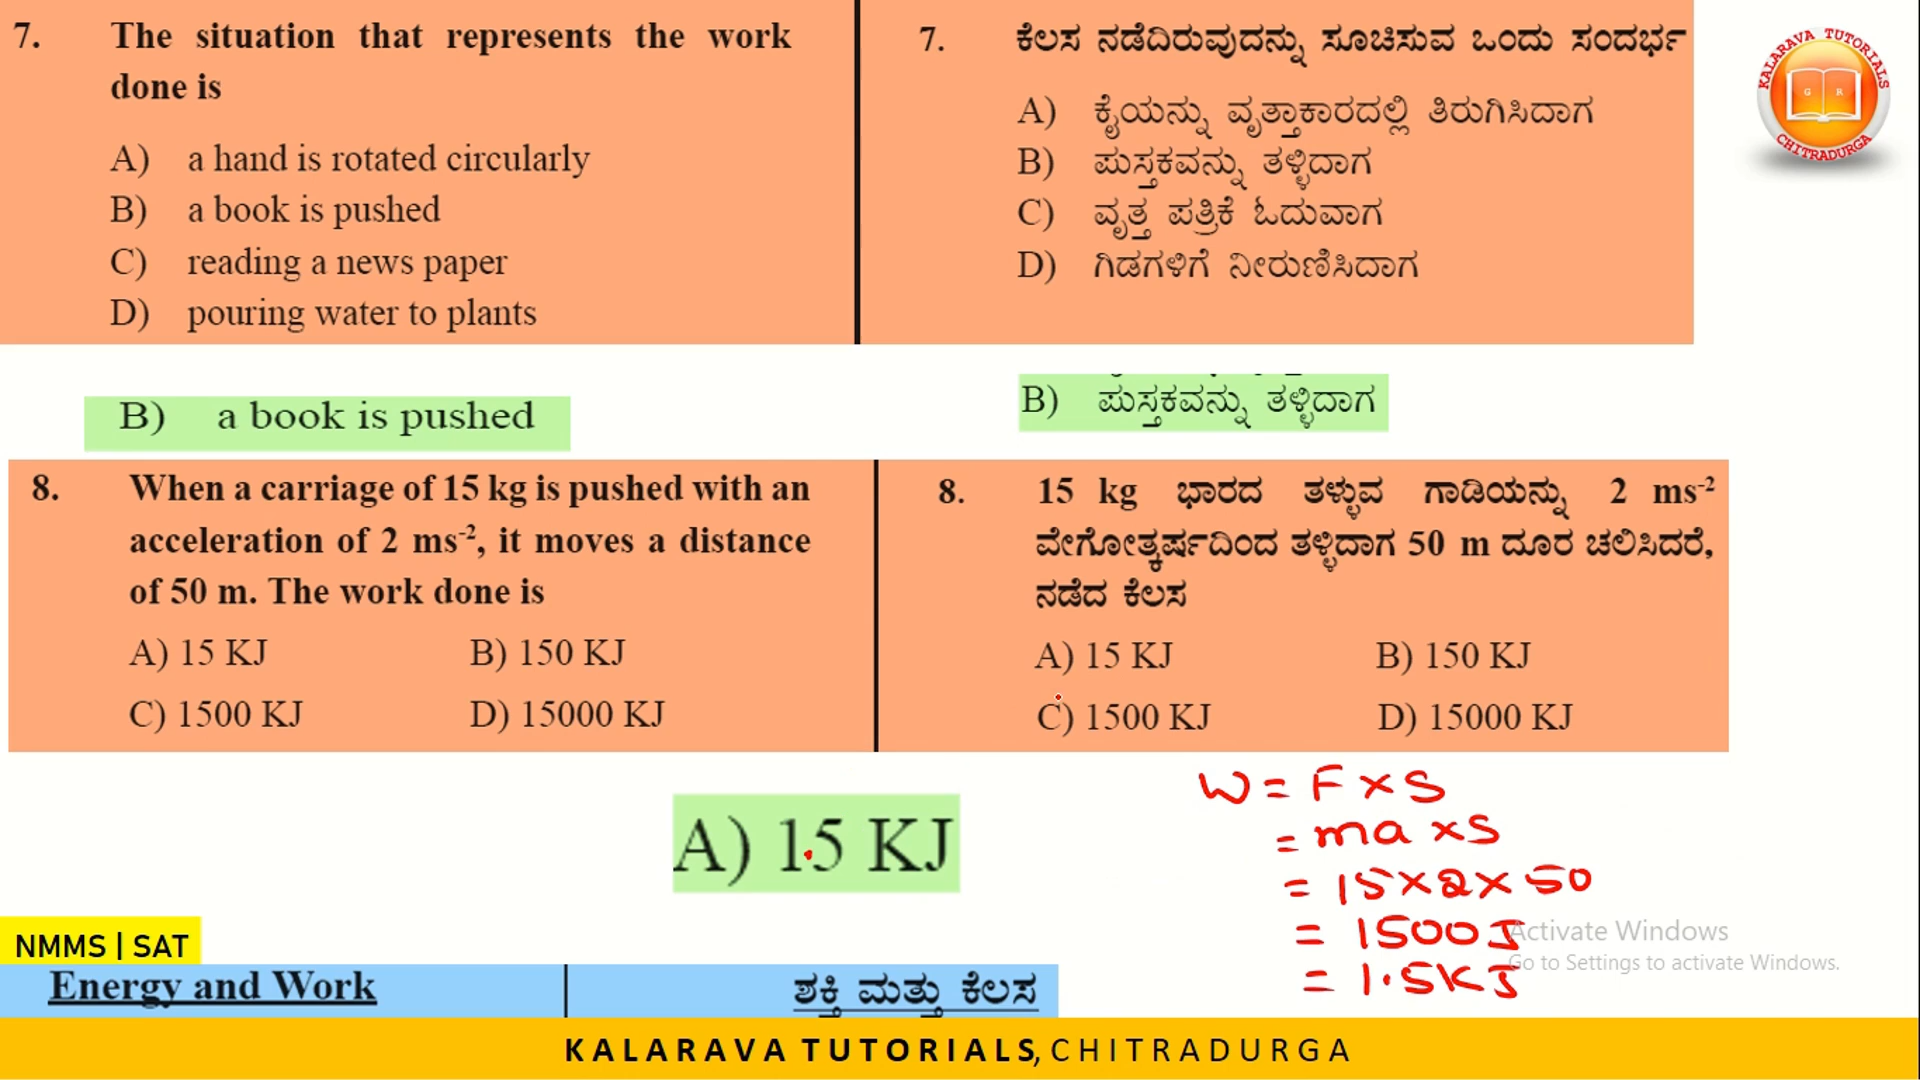 7. The situation that represents the work
done is
A) a hand is rotated circularly
B) a book is pushed
C) reading a news paper
D) pouring water to plants
7. ಕೆಲಸ ನಡೆದಿರುವುದನ್ನು ಸೂಚಿಸುವ ಒಂದು ಸಂದರ್ಭ
A) ಕೈಯನ್ನು ವೃತ್ತಾಕಾರದಲ್ಲಿ ತಿರುಗಿಸಿದಾಗ
B) ಪುಸ್ತಕವನ್ನು ತಳ್ಳಿದಾಗ
C) ವೃತ್ತ ಪತ್ರಿಕೆ ಓದುವಾಗ
D) ಗಿಡಗಳಿಗೆ ನೀರುಣಿಸಿದಾಗ
KALARAVA TUTORIALS
G R
CHITRADURGA
B) a book is pushed
B) ಪುಸ್ತಕವನ್ನು ತಳ್ಳಿದಾಗ
8. When a carriage of 15 kg is pushed with an
acceleration of 2 ms⁻², it moves a distance
of 50 m. The work done is
A) 15 KJ B) 150 KJ
C) 1500 KJ D) 15000 KJ
8. 15 kg ಭಾರದ ತಳ್ಳುವ ಗಾಡಿಯನ್ನು 2 ms⁻²
ವೇಗೋತ್ಕರ್ಷದಿಂದ ತಳ್ಳಿದಾಗ 50 m ದೂರ ಚಲಿಸಿದರೆ,
ನಡೆದ ಕೆಲಸ
A) 15 KJ B) 150 KJ
C) 1500 KJ D) 15000 KJ
A) 1.5 KJ
W = F × S
= ma × S
= 15 × 2 × 50
= 1500 J
= 1.5 KJ
Activate Windows
Go to Settings to activate Windows.
NMMS | SAT
Energy and Work
ಶಕ್ತಿ ಮತ್ತು ಕೆಲಸ
KALARAVA TUTORIALS, CHITRADURGA